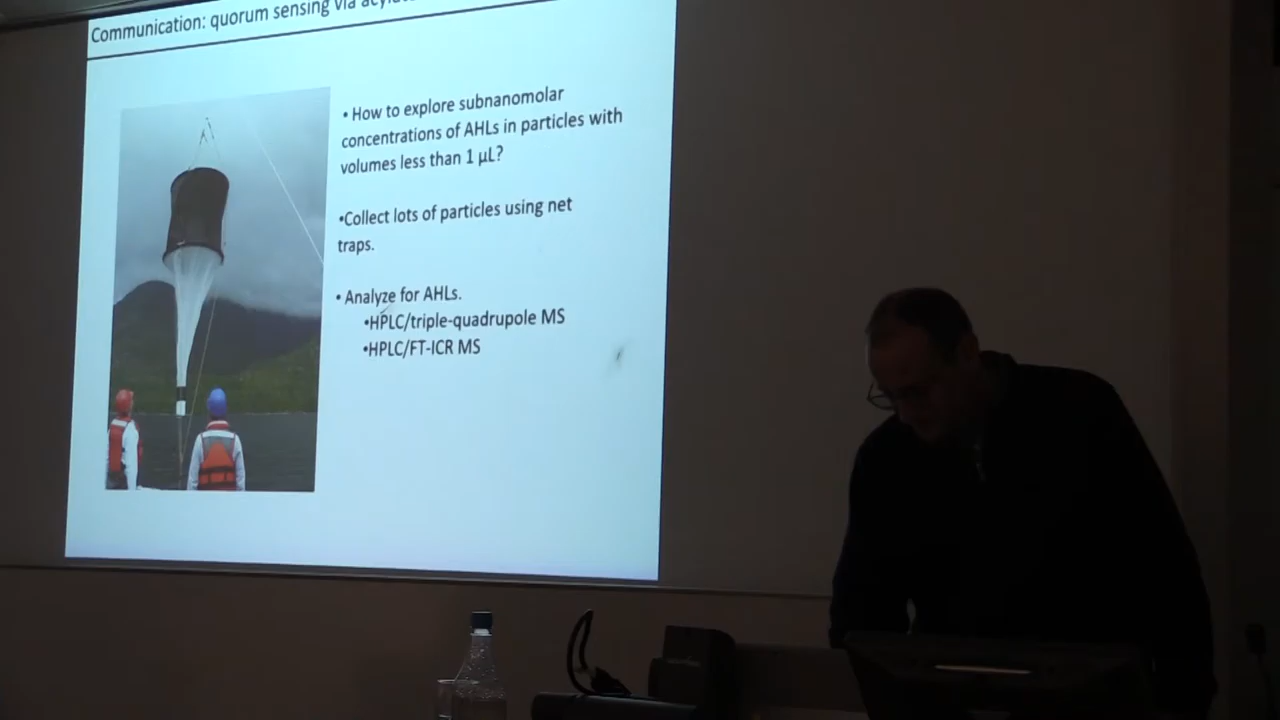 Communication: quorum sensing via
• How to explore subnanomolar
concentrations of AHLs in particles with
volumes less than 1 µL?
•Collect lots of particles using net
traps.
• Analyze for AHLs.
•HPLC/triple-quadrupole MS
•HPLC/FT-ICR MS